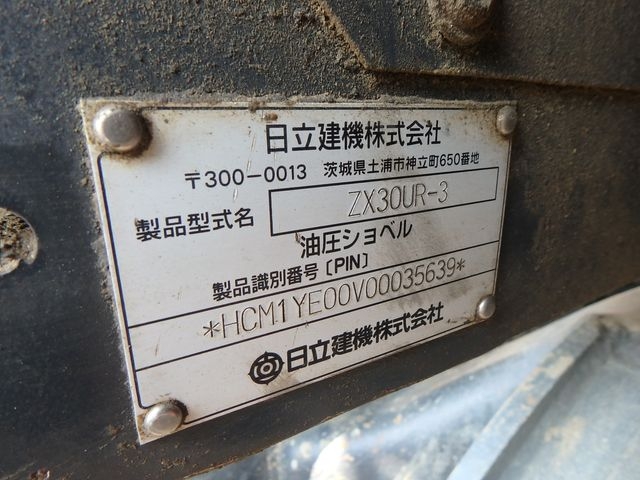 日立建機株式会社
〒300-0013 茨城県土浦市神立町650番地
製品型式名 ZX30UR-3
油圧ショベル
製品識別番号〔PIN〕
*HCM1YE00V00035639*
日立建機株式会社